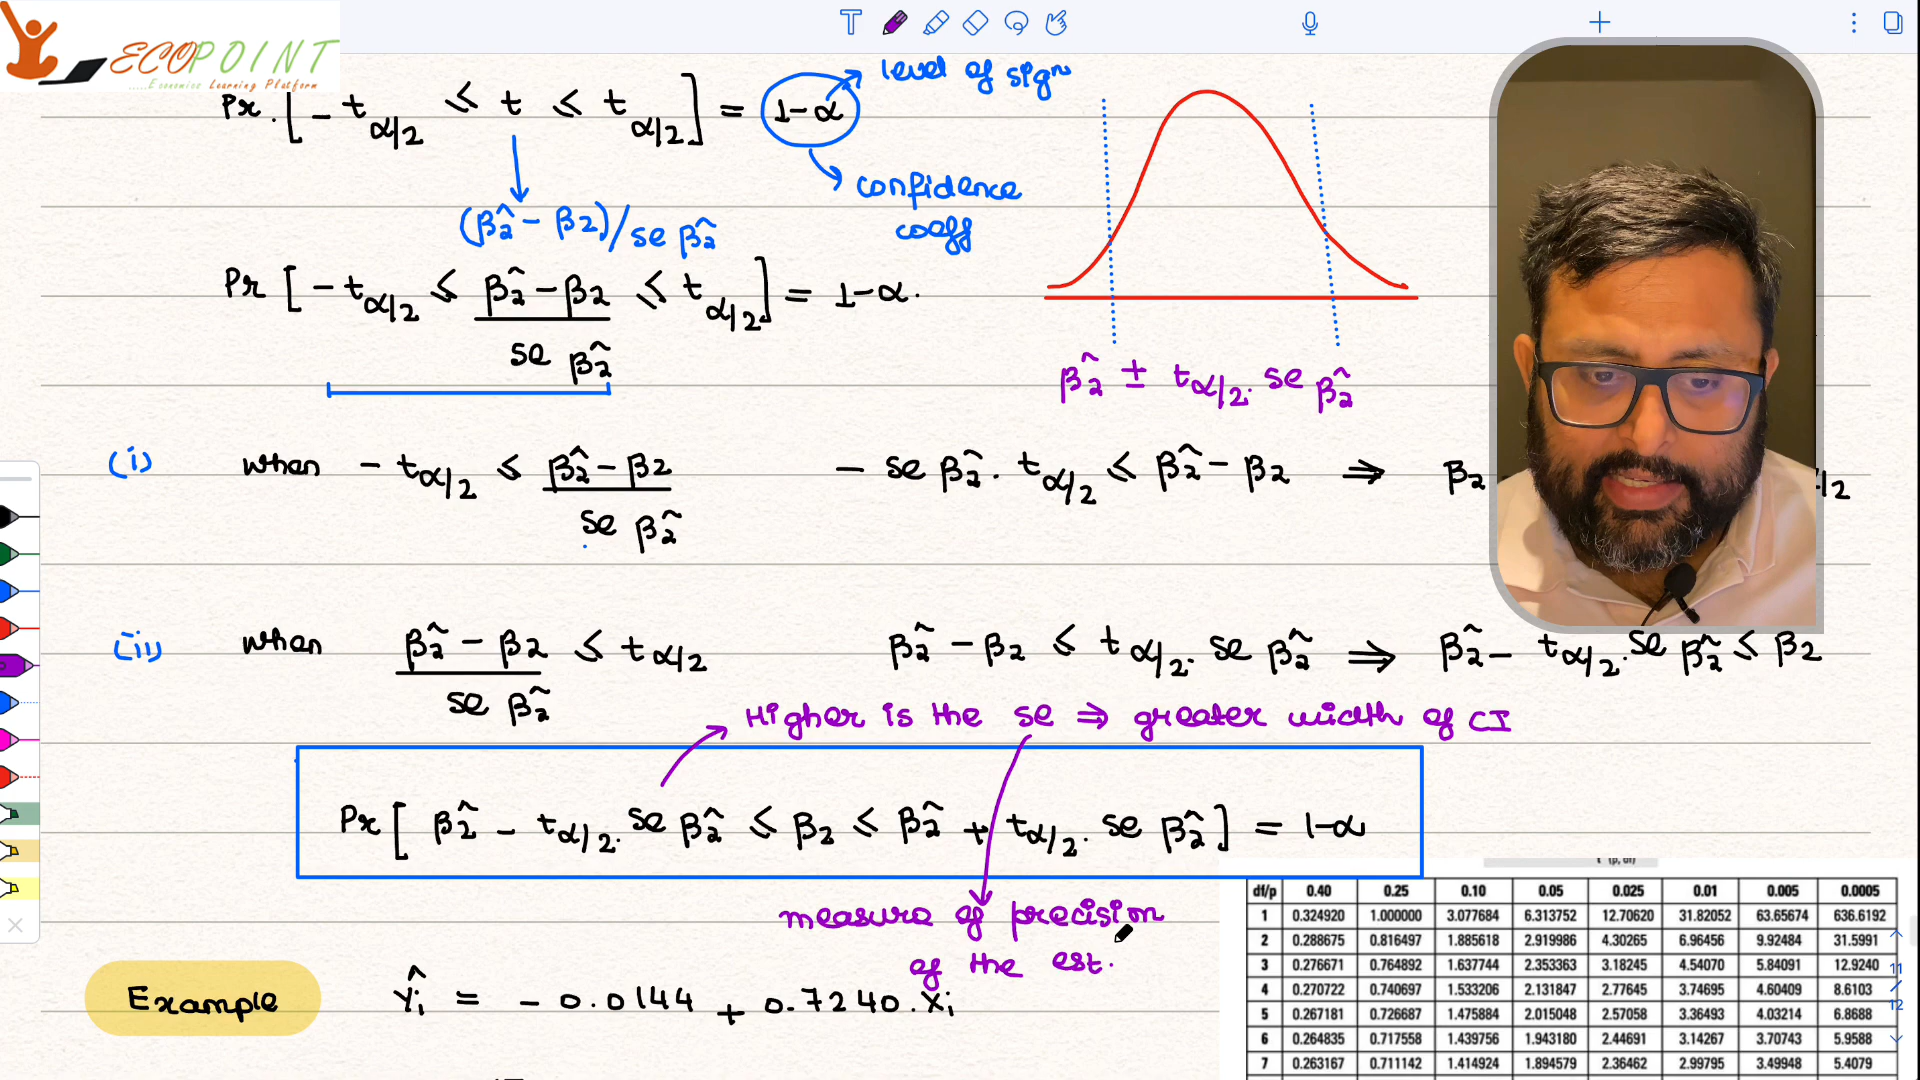 ECOPOINT
.....Economics Learning Platform
Pr. [ - tα/2 ≤ t ≤ tα/2 ] = 1-α
level of sign
confidence
coeff
(β̂2 - β2)/se β̂2
Pr [ - tα/2 ≤ (β̂2 - β2) / se β̂2 ≤ tα/2 ] = 1-α.
β̂2 ± tα/2. se β̂2
(i) when - tα/2 ≤ (β̂2 - β2) / se β̂2 - se β̂2. tα/2 ≤ β̂2 - β2 ⇒ β2
(ii) when (β̂2 - β2) / se β̂2 ≤ tα/2 β̂2 - β2 ≤ tα/2. se β̂2 ⇒ β̂2 - tα/2. se β̂2 ≤ β2
Higher is the se ⇒ greater width of CI
Pr [ β̂2 - tα/2. se β̂2 ≤ β2 ≤ β̂2 + tα/2. se β̂2 ] = 1-α
measure of precision
of the est.
Example Ŷi = - 0.0144 + 0.7240.Xi
t (p, df)
df/p 0.40 0.25 0.10 0.05 0.025 0.01 0.005 0.0005
1 0.324920 1.000000 3.077684 6.313752 12.70620 31.82052 63.65674 636.6192
2 0.288675 0.816497 1.885618 2.919986 4.30265 6.96456 9.92484 31.5991
3 0.276671 0.764892 1.637744 2.353363 3.18245 4.54070 5.84091 12.9240
4 0.270722 0.740697 1.533206 2.131847 2.77645 3.74695 4.60409 8.6103
5 0.267181 0.726687 1.475884 2.015048 2.57058 3.36493 4.03214 6.8688
6 0.264835 0.717558 1.439756 1.943180 2.44691 3.14267 3.70743 5.9588
7 0.263167 0.711142 1.414924 1.894579 2.36462 2.99795 3.49948 5.4079
11
/
12